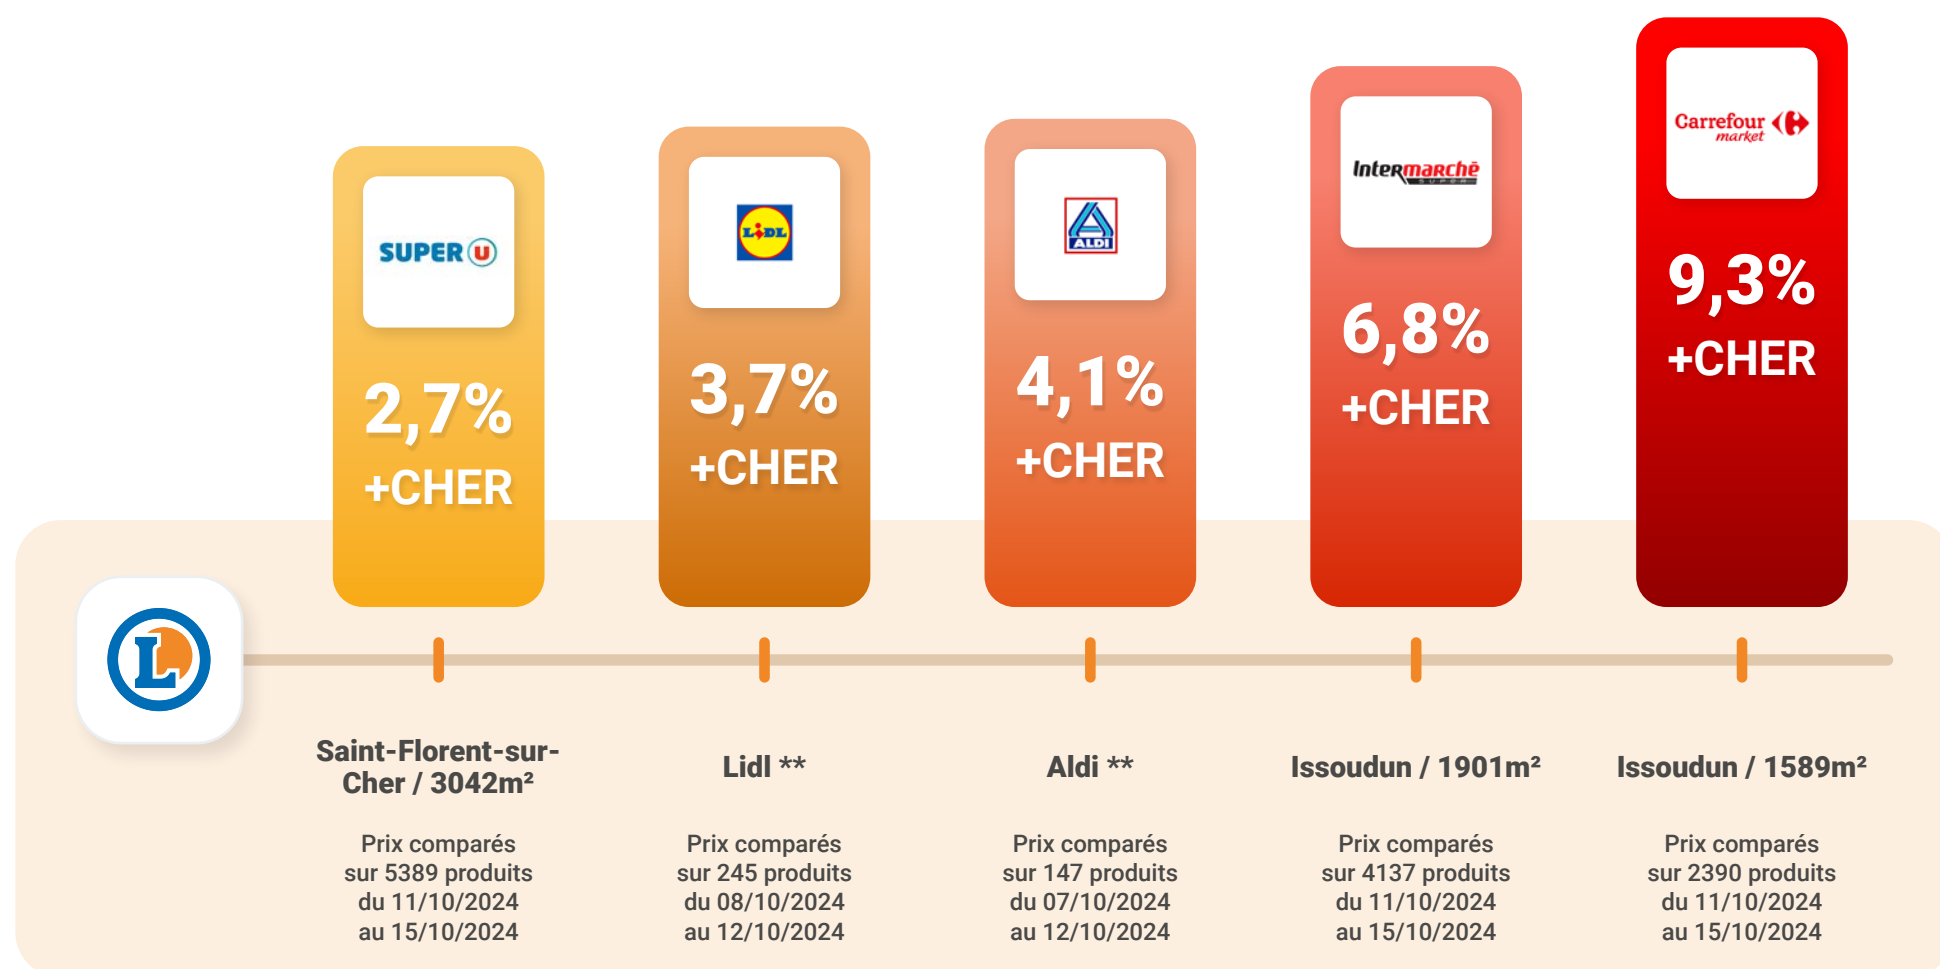 SUPER U
2,7%
+CHER
LIDL
3,7%
+CHER
ALDI
4,1%
+CHER
Intermarchē
SUPER
6,8%
+CHER
Carrefour
market
9,3%
+CHER
L
Saint-Florent-sur-
Cher / 3042m²
Prix comparés
sur 5389 produits
du 11/10/2024
au 15/10/2024
Lidl **
Prix comparés
sur 245 produits
du 08/10/2024
au 12/10/2024
Aldi **
Prix comparés
sur 147 produits
du 07/10/2024
au 12/10/2024
Issoudun / 1901m²
Prix comparés
sur 4137 produits
du 11/10/2024
au 15/10/2024
Issoudun / 1589m²
Prix comparés
sur 2390 produits
du 11/10/2024
au 15/10/2024